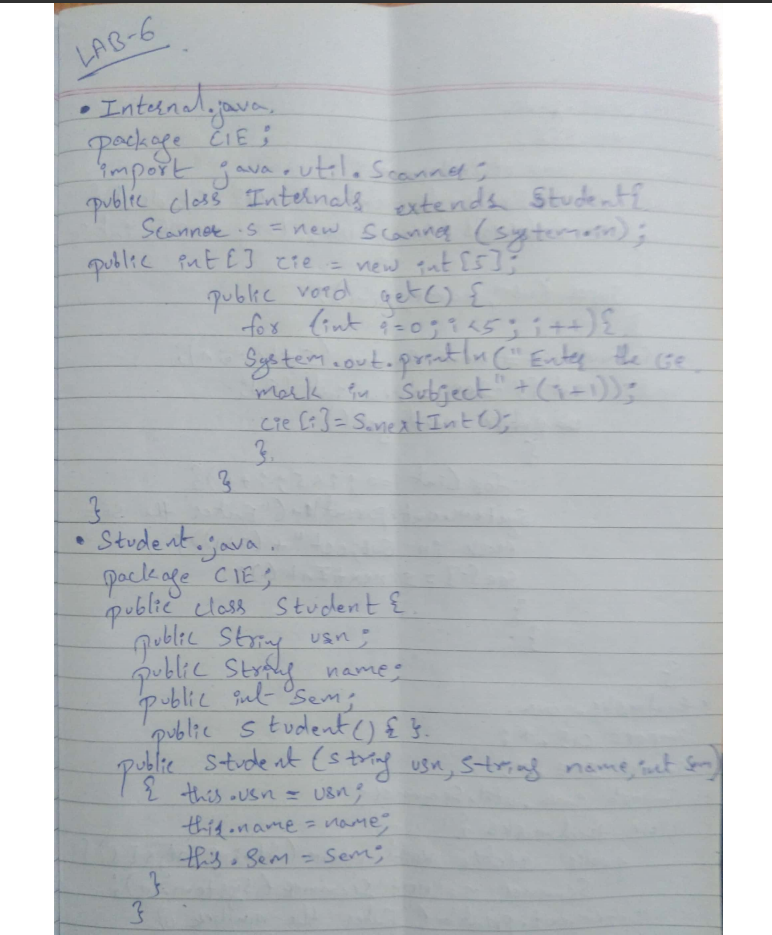 LAB-6
• Internal.java.
package CIE;
import java.util.Scanner;
public class Internals extends Student{
Scanner s = new Scanner (System.in);
public int[] cie = new int[5];
public void get() {
for (int i=0; i<5; i++){
System.out.println("Enter the cie
mark in Subject" + (i+1));
cie[i]=S.nextInt();
}.
}
}
• Student.java.
package CIE;
public class Student {
public String usn;
public String name;
public int sem;
public Student() { }.
public Student (String usn, String name, int sem)
{ this.usn = usn;
this.name = name;
this.sem = sem;
}
}